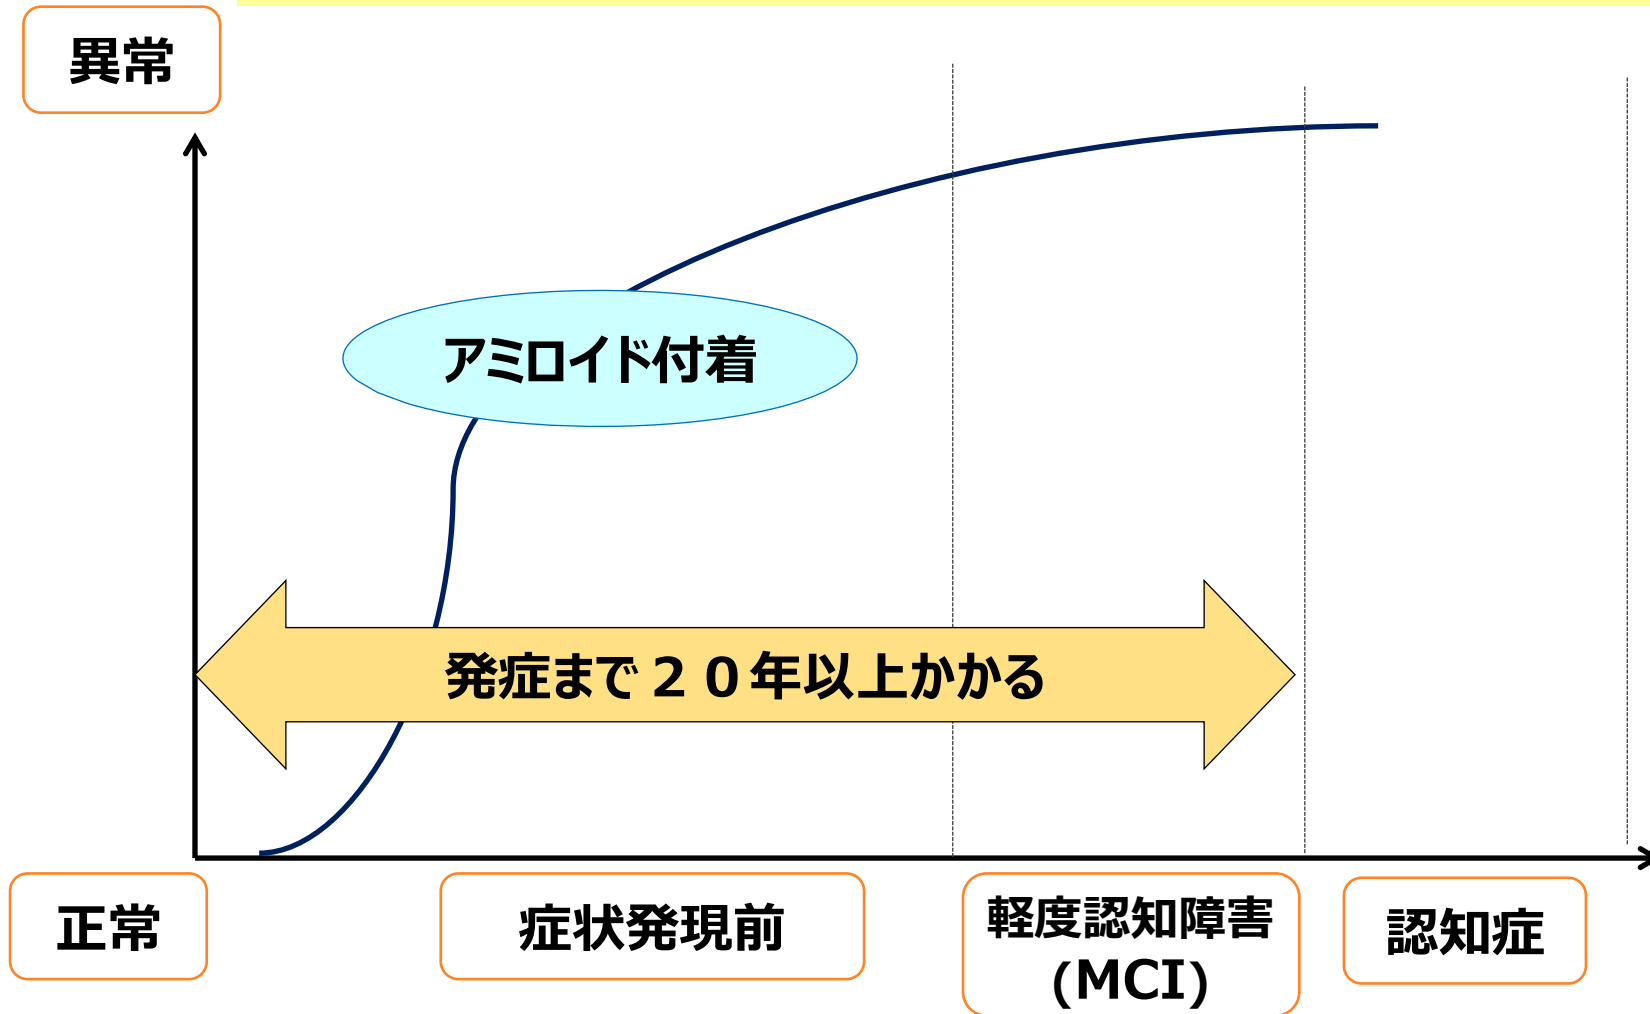 異常
アミロイド付着
発症まで２０年以上かかる
正常
症状発現前
軽度認知障害
(MCI)
認知症